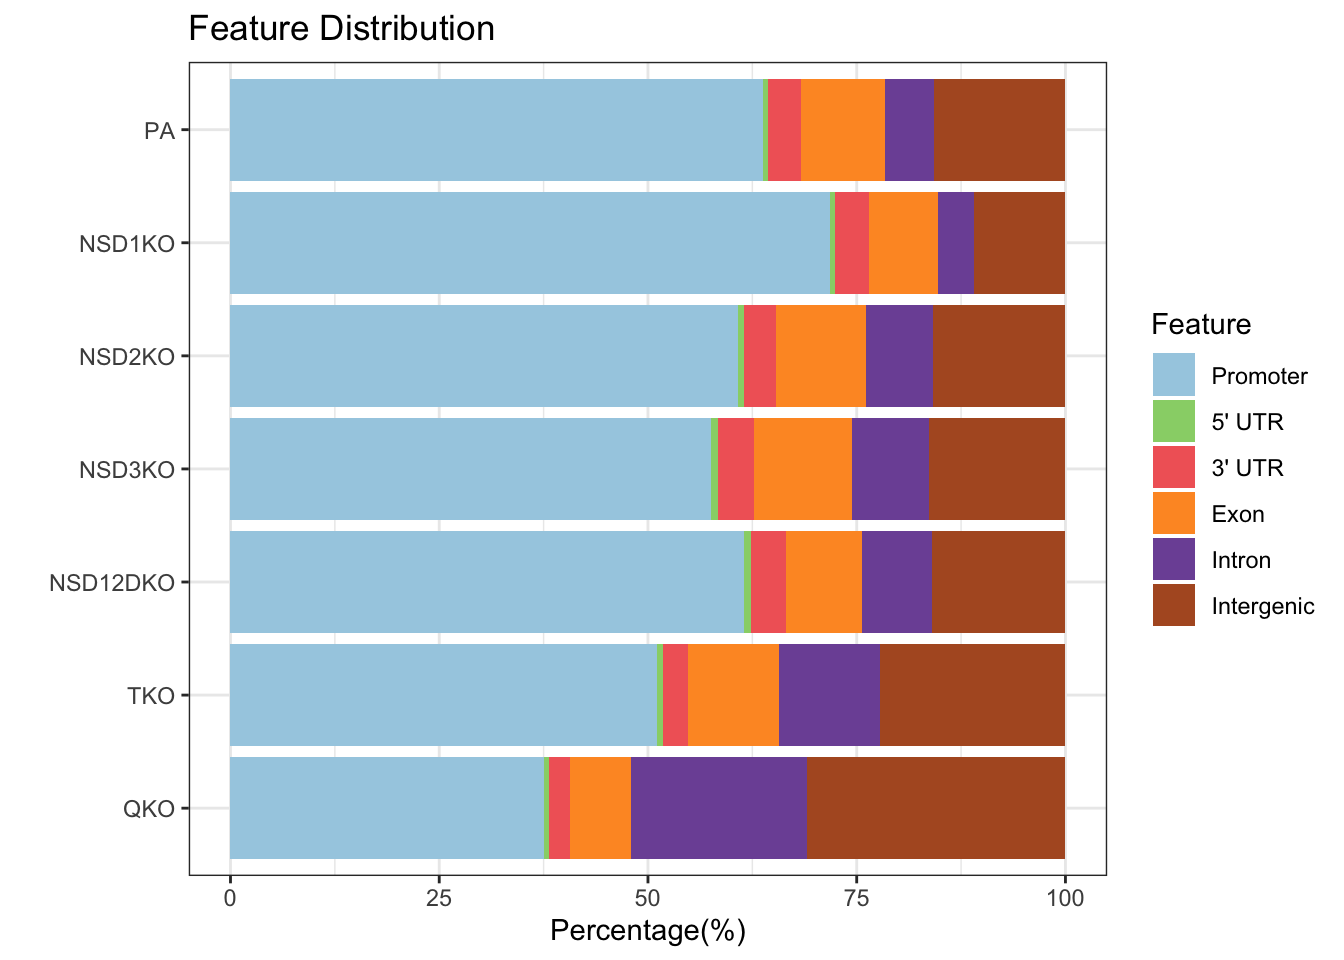 Feature Distribution
PA
NSD1KO
NSD2KO
NSD3KO
NSD12DKO
TKO
QKO
0 25 50 75 100
Percentage(%)
Feature
Promoter
5' UTR
3' UTR
Exon
Intron
Intergenic